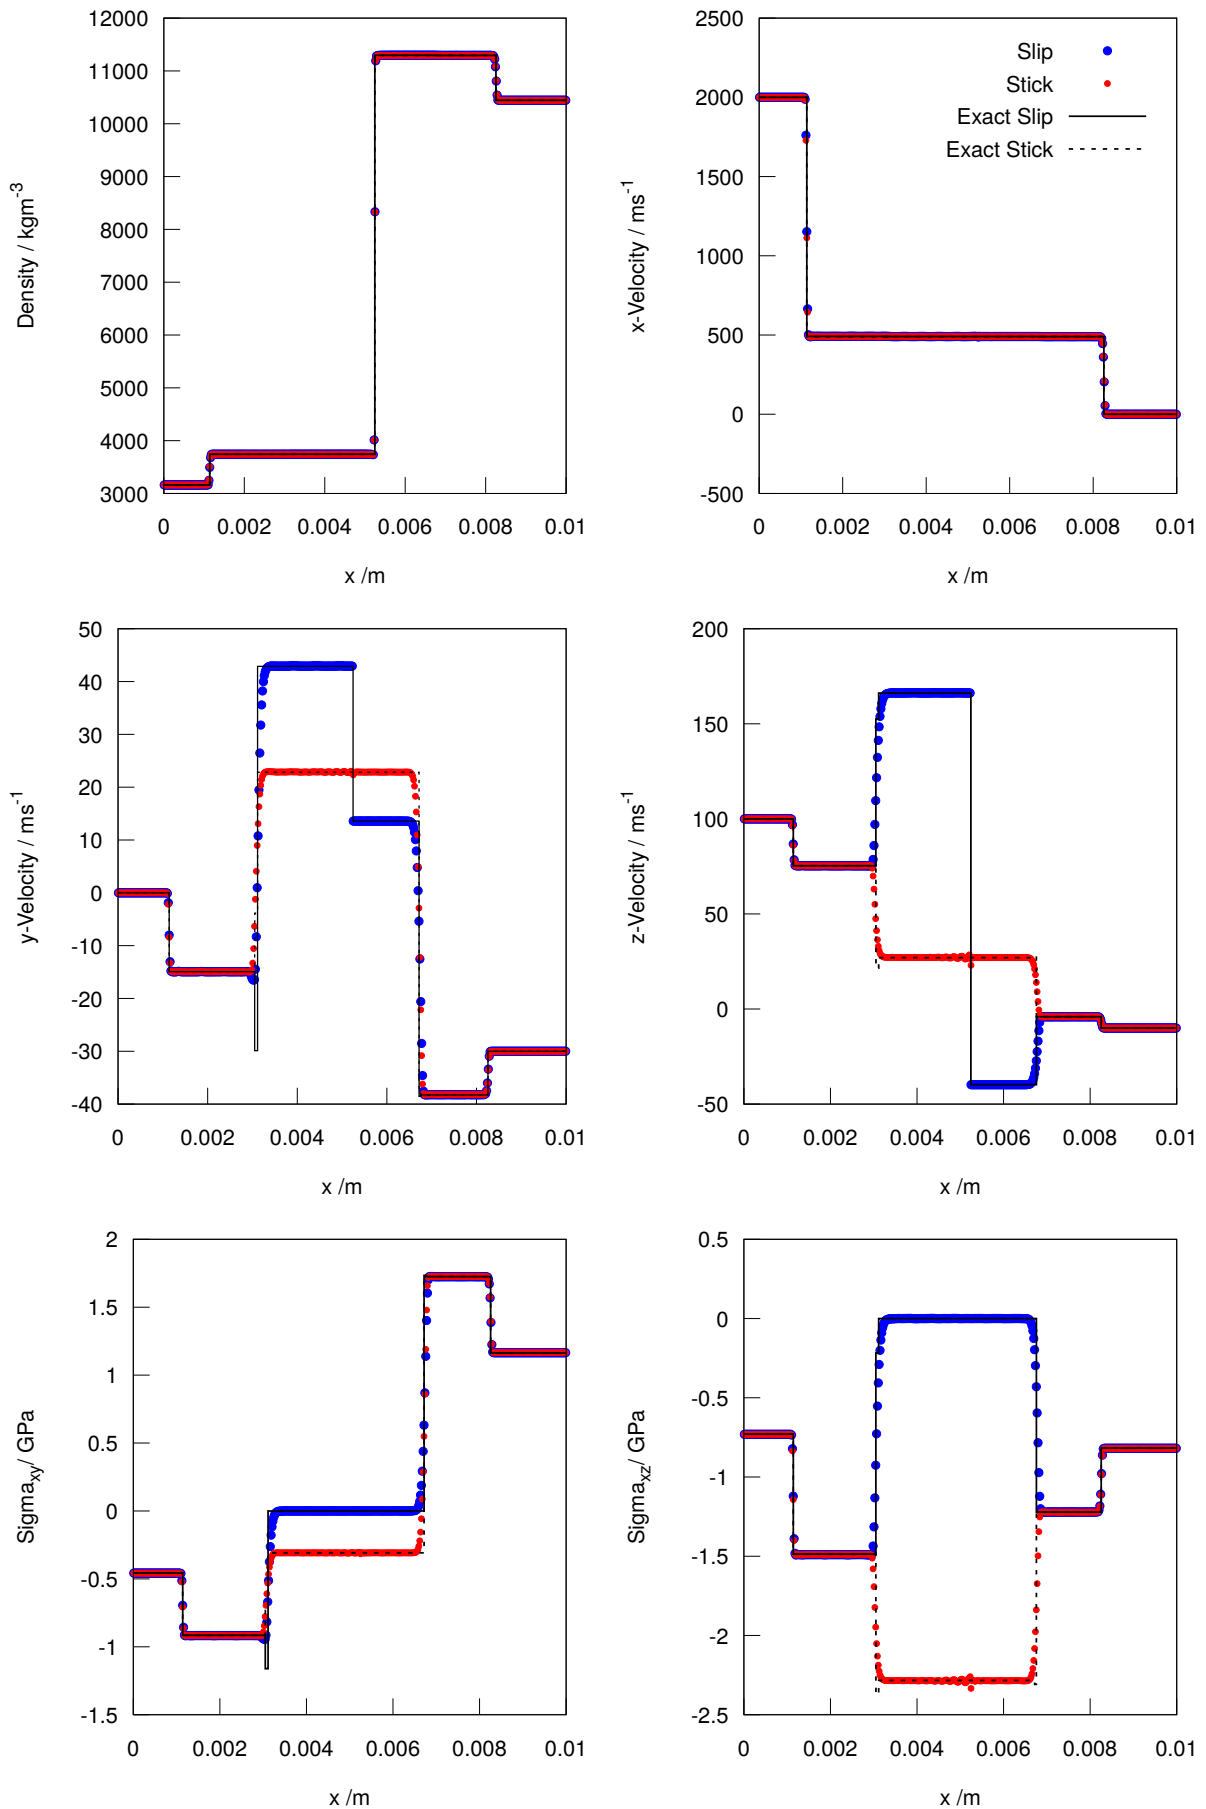 12000
11000
10000
9000
8000
7000
6000
5000
4000
3000
0 0.002 0.004 0.006 0.008 0.01
Density / kgm-3
x /m
2500
2000
1500
1000
500
0
-500
0 0.002 0.004 0.006 0.008 0.01
x-Velocity / ms-1
x /m
Slip
Stick
Exact Slip
Exact Stick
50
40
30
20
10
0
-10
-20
-30
-40
0 0.002 0.004 0.006 0.008 0.01
y-Velocity / ms-1
x /m
200
150
100
50
0
-50
0 0.002 0.004 0.006 0.008 0.01
z-Velocity / ms-1
x /m
2
1.5
1
0.5
0
-0.5
-1
-1.5
0 0.002 0.004 0.006 0.008 0.01
Sigmaxy/ GPa
x /m
0.5
0
-0.5
-1
-1.5
-2
-2.5
0 0.002 0.004 0.006 0.008 0.01
Sigmaxz/ GPa
x /m